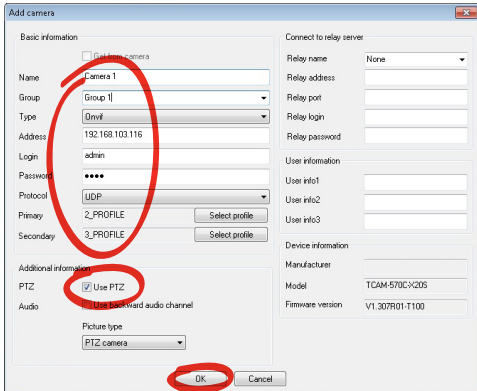 Add camera
Basic information
Get from camera
Name Camera 1
Group Group 1
Type Onvif
Address 192.168.103.116
Login admin
Password ••••
Protocol UDP
Primary 2_PROFILE Select profile
Secondary 3_PROFILE Select profile
Additional information
PTZ Use PTZ
Audio Use backward audio channel
Picture type
PTZ camera
Connect to relay server
Relay name None
Relay address
Relay port
Relay login
Relay password
User information
User info1
User info2
User info3
Device information
Manufacturer
Model TCAM-570C-X20S
Firmware version V1.307R01-T100
OK Cancel